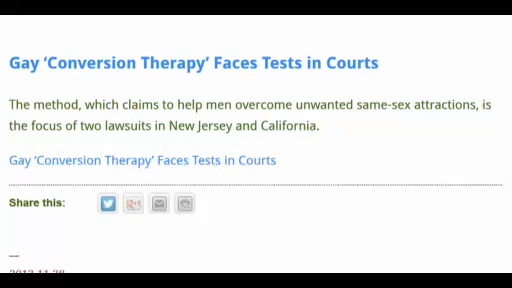 Gay ‘Conversion Therapy’ Faces Tests in Courts
The method, which claims to help men overcome unwanted same-sex attractions, is
the focus of two lawsuits in New Jersey and California.
Gay ‘Conversion Therapy’ Faces Tests in Courts
Share this:
—